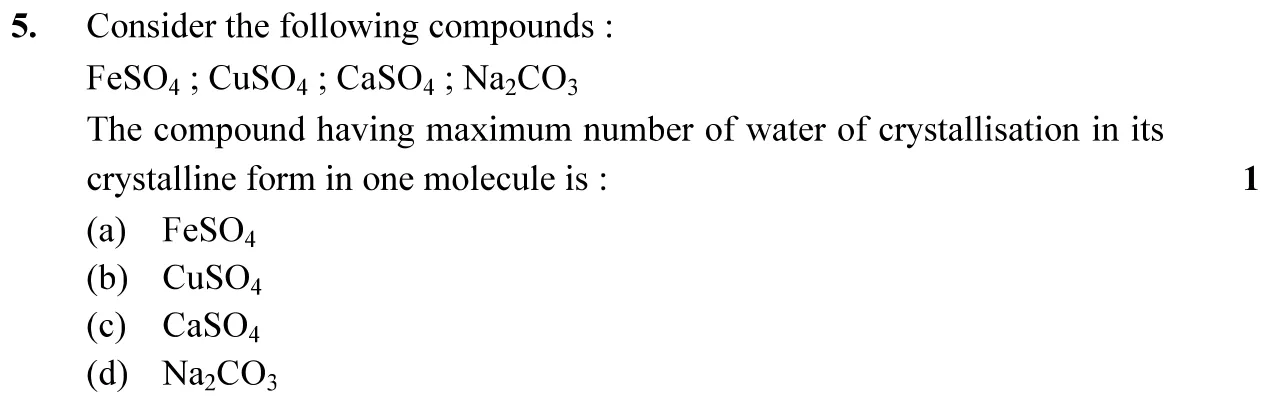 5. Consider the following compounds :
FeSO₄ ; CuSO₄ ; CaSO₄ ; Na₂CO₃
The compound having maximum number of water of crystallisation in its
crystalline form in one molecule is : 1
(a) FeSO₄
(b) CuSO₄
(c) CaSO₄
(d) Na₂CO₃